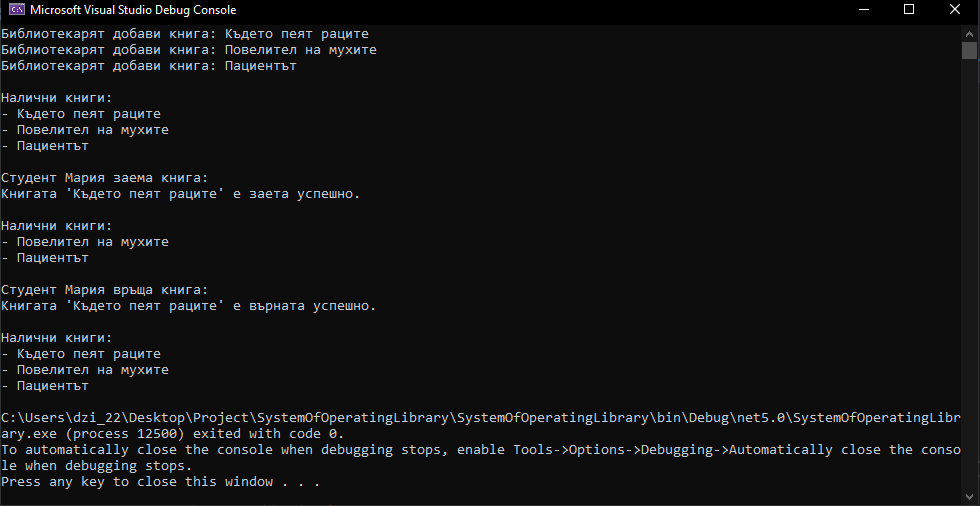 Microsoft Visual Studio Debug Console
Библиотекарят добави книга: Където пеят раците
Библиотекарят добави книга: Повелител на мухите
Библиотекарят добави книга: Пациентът
Налични книги:
- Където пеят раците
- Повелител на мухите
- Пациентът
Студент Мария заема книга:
Книгата 'Където пеят раците' е заета успешно.
Налични книги:
- Повелител на мухите
- Пациентът
Студент Мария връща книга:
Книгата 'Където пеят раците' е върната успешно.
Налични книги:
- Където пеят раците
- Повелител на мухите
- Пациентът
C:\Users\dzi_22\Desktop\Project\SystemOfOperatingLibrary\SystemOfOperatingLibrary\bin\Debug\net5.0\SystemOfOperatingLibr
ary.exe (process 12500) exited with code 0.
To automatically close the console when debugging stops, enable Tools->Options->Debugging->Automatically close the conso
le when debugging stops.
Press any key to close this window . . .